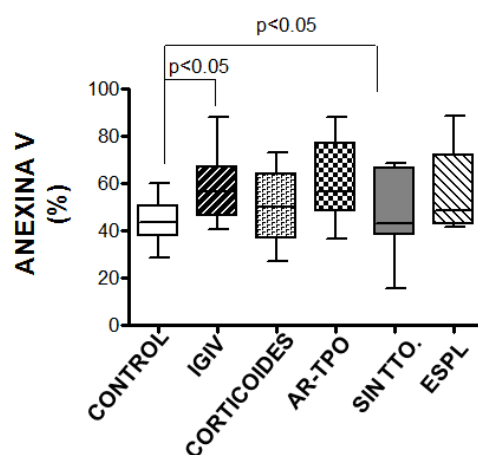 p<0.05
p<0.05
100
80
60
40
20
0
ANEXINA V
(%)
CONTROL
IGIV
CORTICOIDES
AR-TPO
SIN TTO.
ESPL